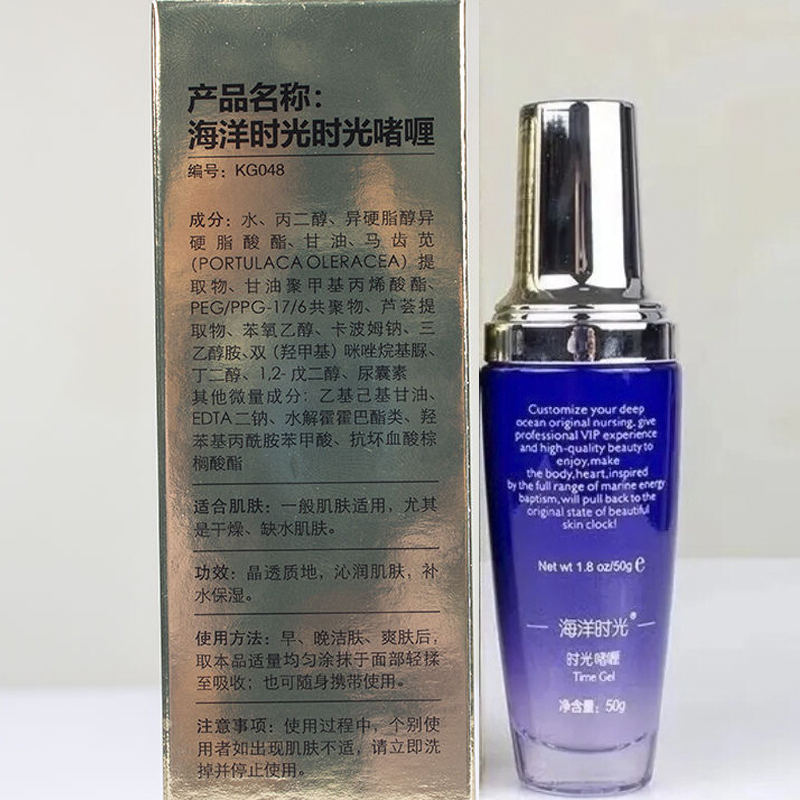 产品名称：
海洋时光时光啫喱
编号：KG048
成分：水、丙二醇、异硬脂醇异
硬脂酸酯、甘油、马齿苋
(PORTULACA OLERACEA) 提
取物、甘油聚甲基丙烯酸酯、
PEG/PPG-17/6共聚物、芦荟提
取物、苯氧乙醇、卡波姆钠、三
乙醇胺、双（羟甲基）咪唑烷基脲、
丁二醇、1,2-戊二醇、尿囊素
其他微量成分：乙基己基甘油、
EDTA二钠、水解霍霍巴酯类、羟
苯基丙酰胺苯甲酸、抗坏血酸棕
榈酸酯
适合肌肤：一般肌肤适用，尤其
是干燥、缺水肌肤。
功效：晶透质地，沁润肌肤，补
水保湿。
使用方法：早、晚洁肤、爽肤后，
取本品适量均匀涂抹于面部轻揉
至吸收；也可随身携带使用。
注意事项：使用过程中，个别使
用者如出现肌肤不适，请立即洗
掉并停止使用。
Customize your deep
ocean original nursing, give
professional VIP experience
and high-quality beauty to
enjoy,make
the body,heart,inspired
by the full range of marine energy
baptism,will pull back to the
original state of beautiful
skin clock!
Net wt 1.8 oz/50g e
海洋时光®
时光啫喱
Time Gel
净含量：50g